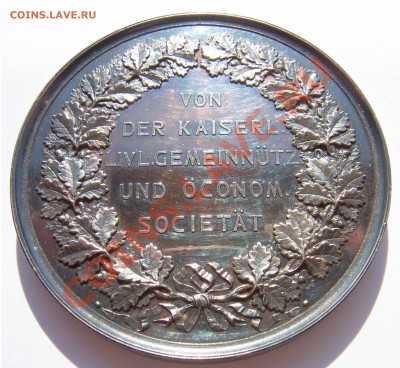 COINS.LAVE.RU
VON
DER KAISERL.
LIVL.GEMEINNÜTZ.
UND ÖCONOM.
SOCIETÄT